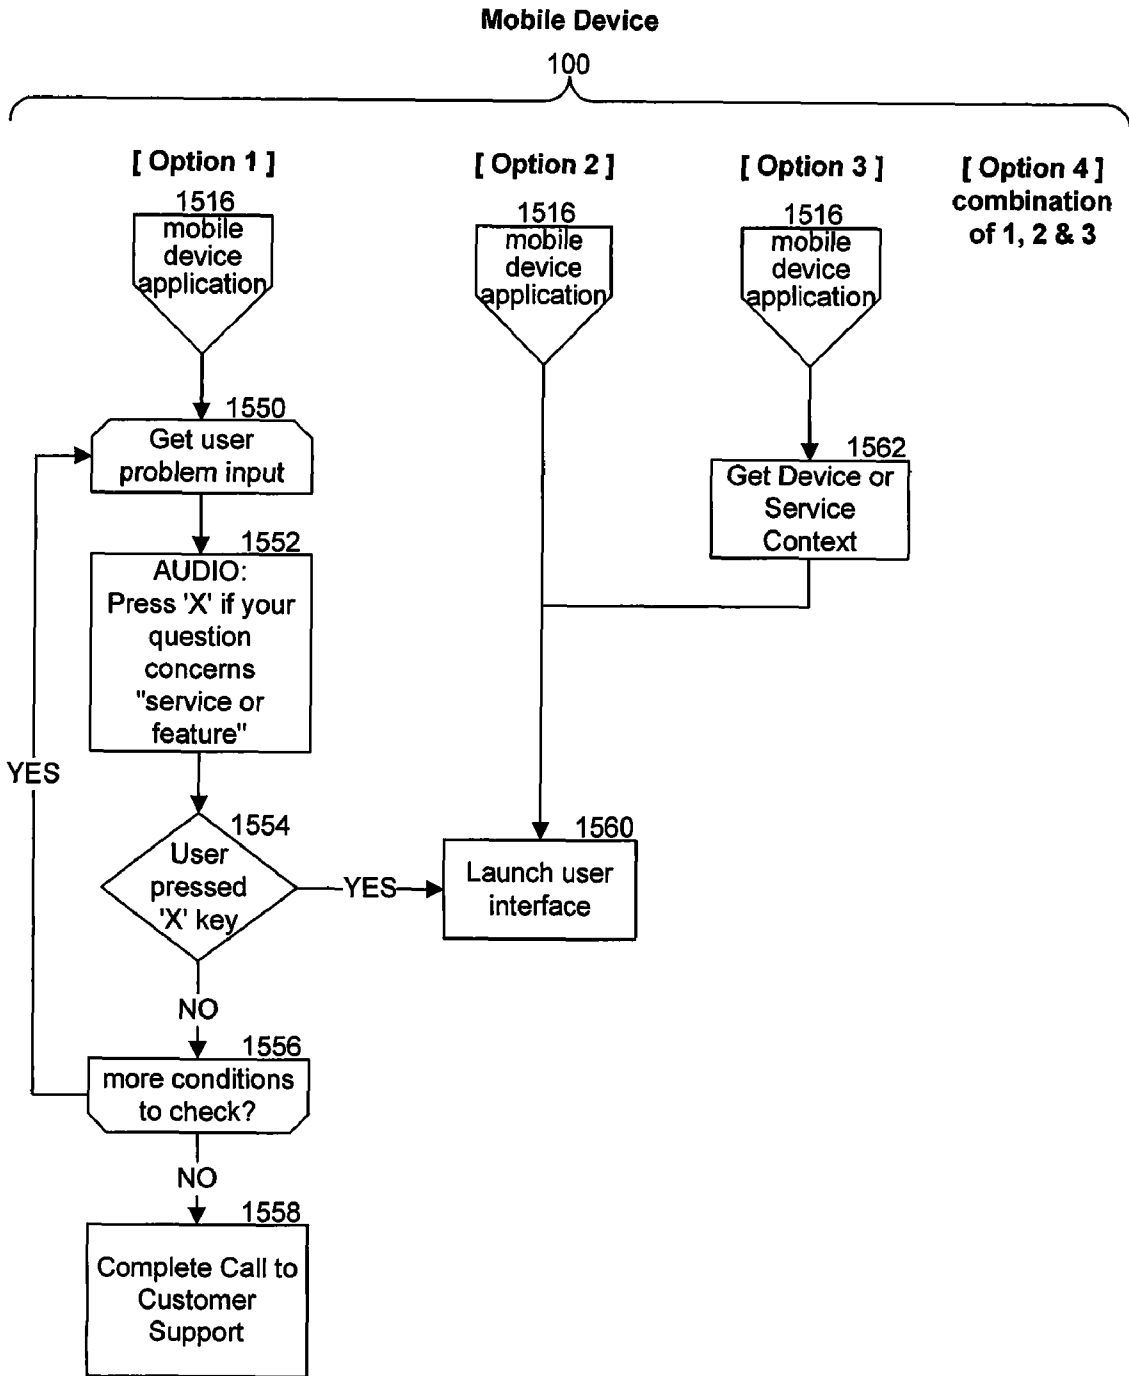 Mobile Device
100
[ Option 1 ]
1516
mobile
device
application
1550
Get user
problem input
1552
AUDIO:
Press 'X' if your
question
concerns
"service or
feature"
YES
1554
User
pressed
'X' key
YES
NO
1556
more conditions
to check?
NO
1558
Complete Call to
Customer
Support
[ Option 2 ]
1516
mobile
device
application
1560
Launch user
interface
[ Option 3 ]
1516
mobile
device
application
1562
Get Device or
Service
Context
[ Option 4 ]
combination
of 1, 2 & 3